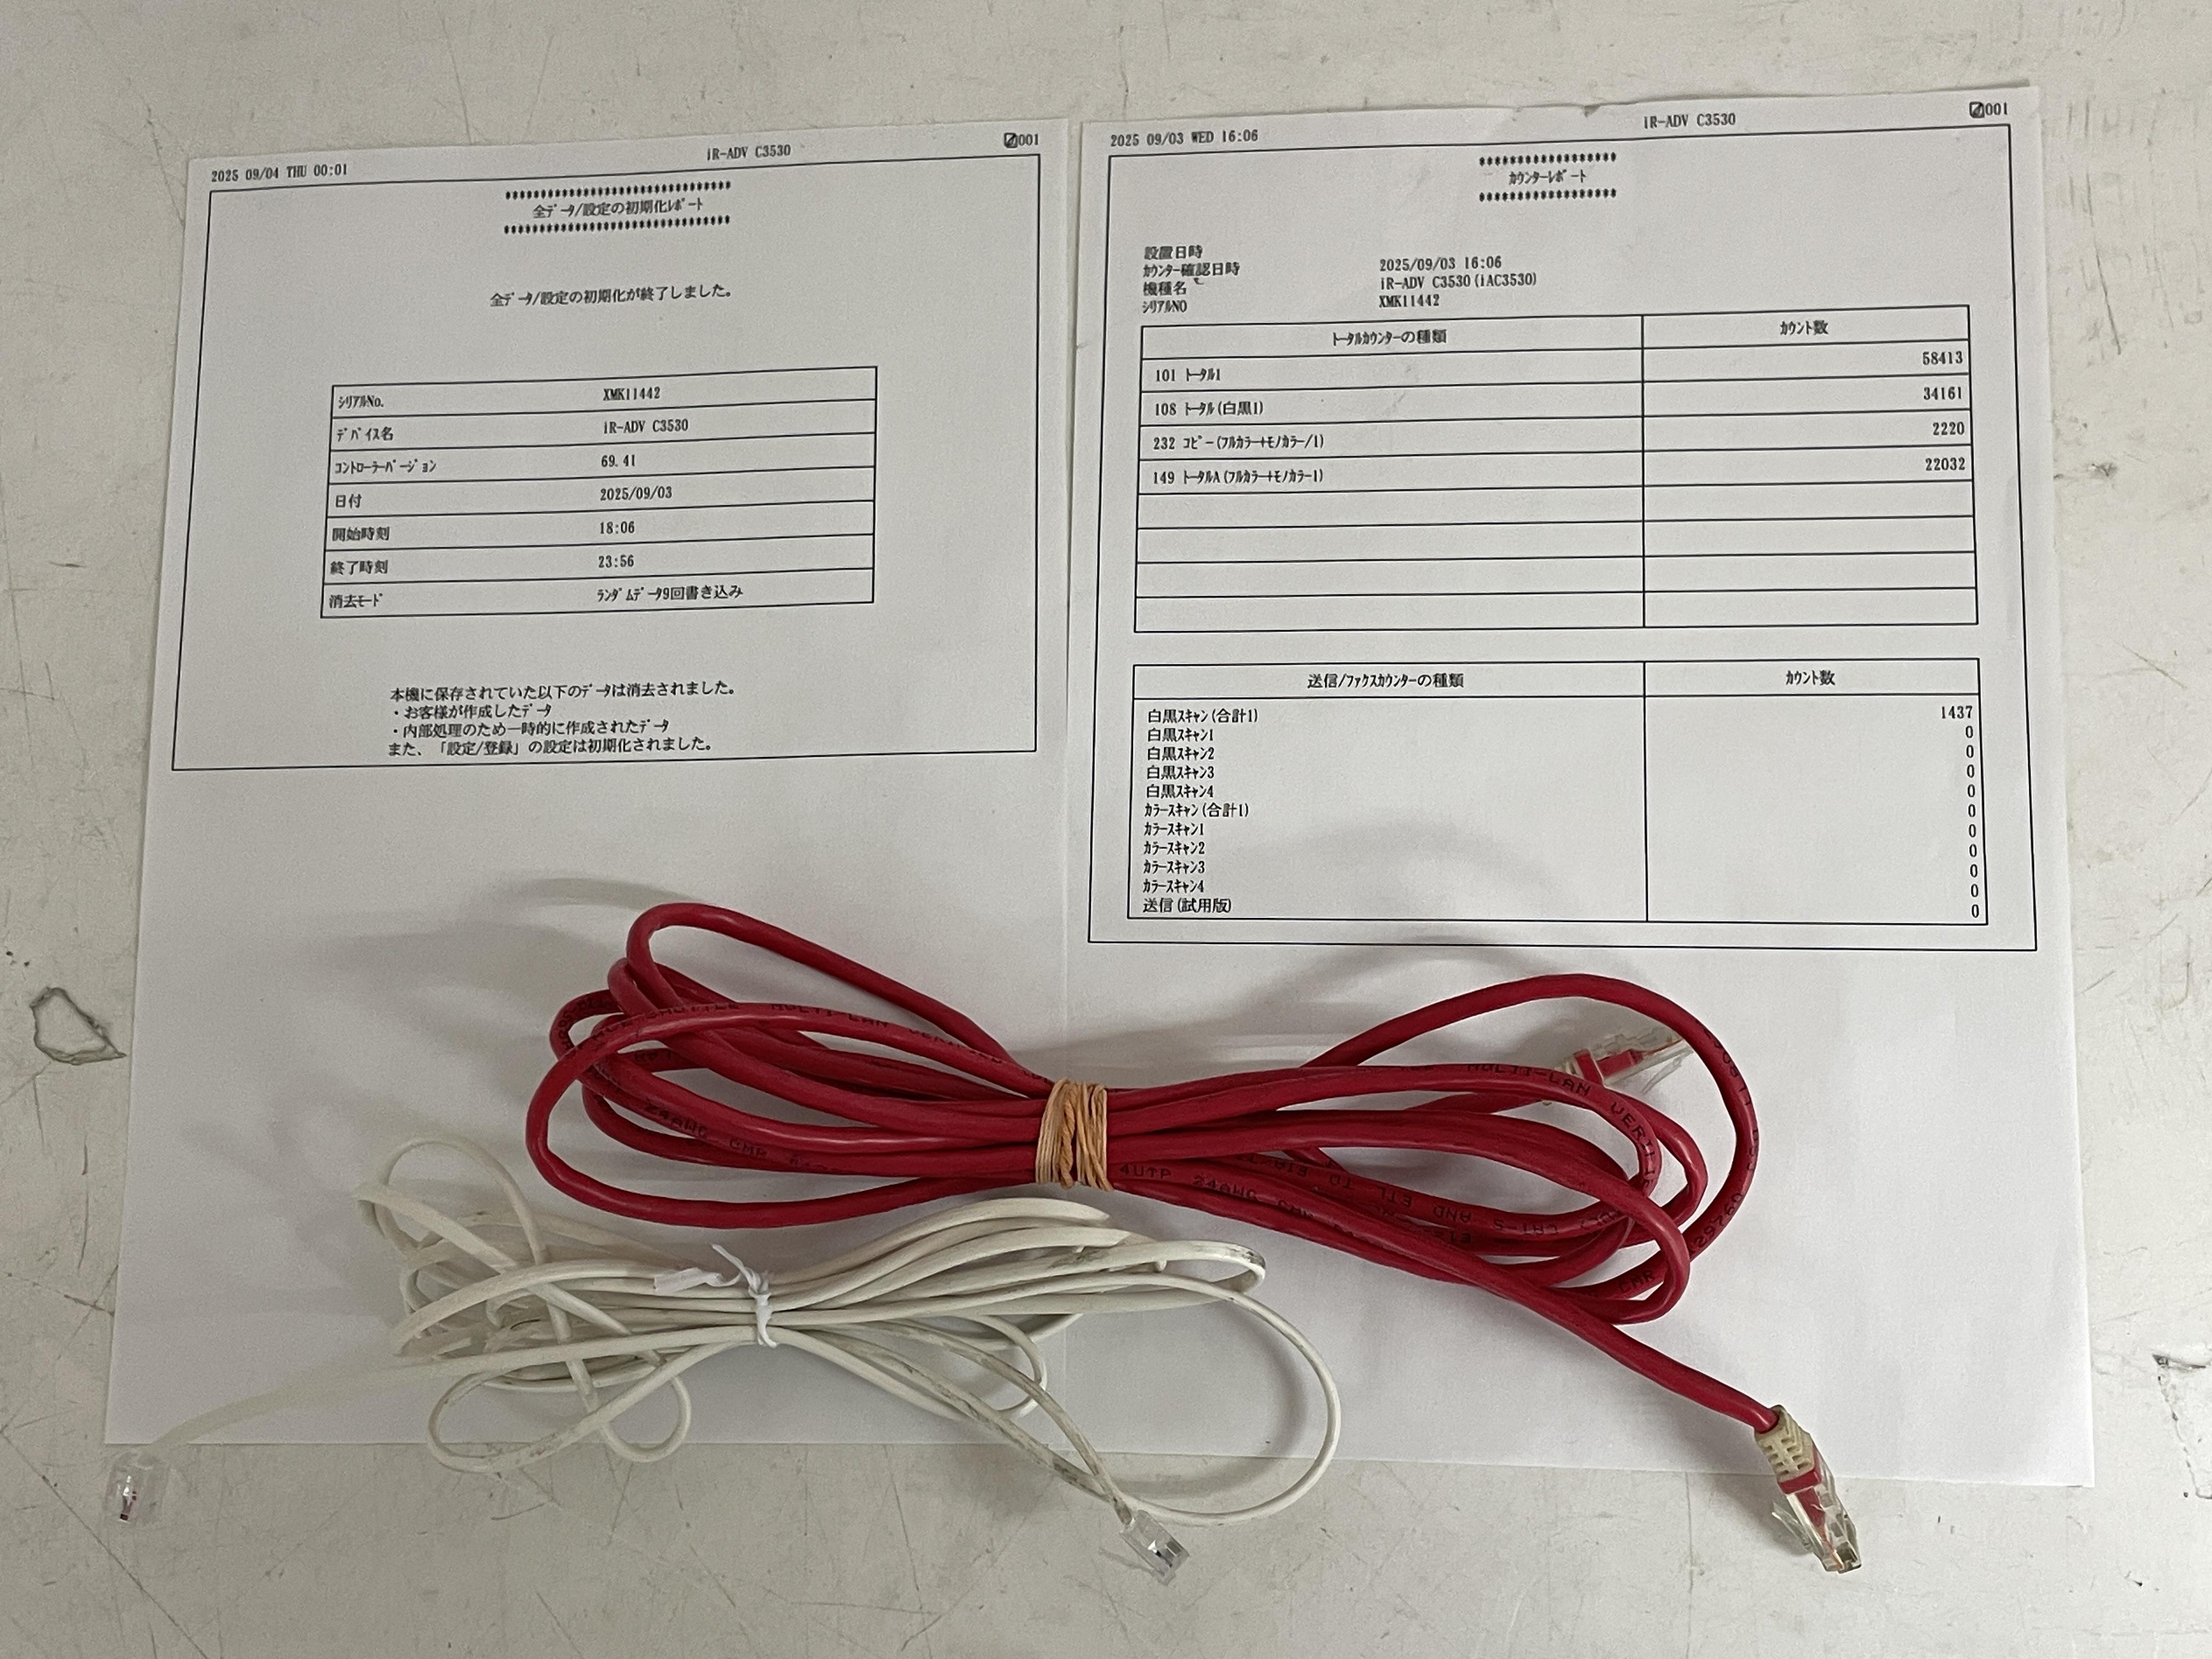 2025 09/04 THU 00:01 iR-ADV C3530 001
********************************
全ﾃﾞｰﾀ/設定の初期化ﾚﾎﾟｰﾄ
********************************
全ﾃﾞｰﾀ/設定の初期化が終了しました。
ｼﾘｱﾙNo. XMK11442
ﾃﾞﾊﾞｲｽ名 iR-ADV C3530
ｺﾝﾄﾛｰﾗｰﾊﾞｰｼﾞｮﾝ 69.41
日付 2025/09/03
開始時刻 18:06
終了時刻 23:56
消去ﾓｰﾄﾞ ﾗﾝﾀﾞﾑﾃﾞｰﾀ9回書き込み
本機に保存されていた以下のﾃﾞｰﾀは消去されました。
・お客様が作成したﾃﾞｰﾀ
・内部処理のため一時的に作成されたﾃﾞｰﾀ
また、「設定/登録」の設定は初期化されました。
2025 09/03 WED 16:06 iR-ADV C3530 001
*******************
ｶｳﾝﾀｰﾚﾎﾟｰﾄ
*******************
設置日時
ｶｳﾝﾀｰ確認日時 2025/09/03 16:06
機種名 iR-ADV C3530 (iAC3530)
ｼﾘｱﾙNO XMK11442
ﾄｰﾀﾙｶｳﾝﾀｰの種類 ｶｳﾝﾄ数
101 ﾄｰﾀﾙ1 58413
108 ﾄｰﾀﾙ(白黒1) 34161
232 ｺﾋﾟｰ(ﾌﾙｶﾗｰ+ﾓﾉｶﾗｰ/1) 2220
149 ﾄｰﾀﾙA(ﾌﾙｶﾗｰ+ﾓﾉｶﾗｰ1) 22032
送信/ﾌｧｸｽｶｳﾝﾀｰの種類 ｶｳﾝﾄ数
白黒ｽｷｬﾝ(合計1) 1437
白黒ｽｷｬﾝ1 0
白黒ｽｷｬﾝ2 0
白黒ｽｷｬﾝ3 0
白黒ｽｷｬﾝ4 0
ｶﾗｰｽｷｬﾝ(合計1) 0
ｶﾗｰｽｷｬﾝ1 0
ｶﾗｰｽｷｬﾝ2 0
ｶﾗｰｽｷｬﾝ3 0
ｶﾗｰｽｷｬﾝ4 0
送信(試用版) 0
MULTI-LAN
MULTI-LAN
24AWG CMR
4UTP 24AWG
AND ETL TO
CMR